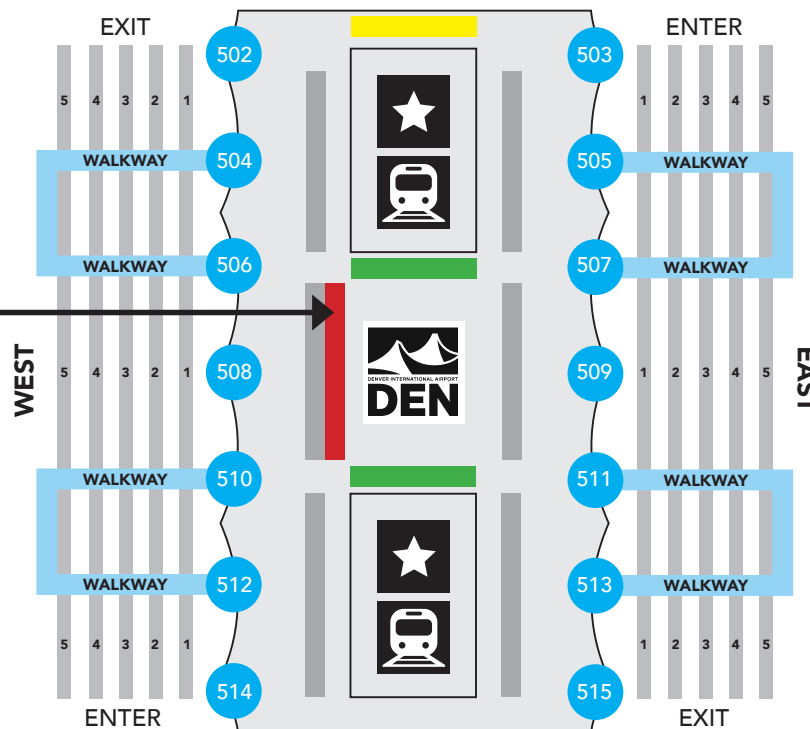 EXIT
ENTER
502
503
5 4 3 2 1
1 2 3 4 5
504
WALKWAY
505
WALKWAY
506
WALKWAY
507
WALKWAY
WEST
EAST
5 4 3 2 1
508
DENVER INTERNATIONAL AIRPORT
DEN
509
1 2 3 4 5
WALKWAY
510
511
WALKWAY
WALKWAY
512
513
WALKWAY
5 4 3 2 1
1 2 3 4 5
514
515
ENTER
EXIT